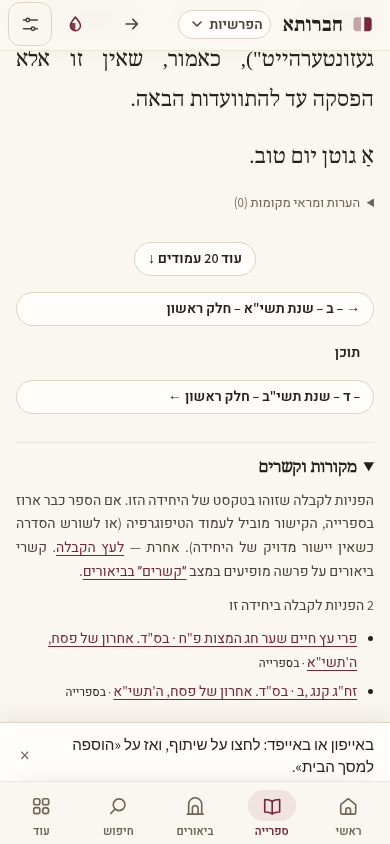 חברותא
הפרשיות
→
געזונטערהייט"), כאמור, שאין זו אלא
הפסקה עד להתוועדות הבאה.
אַ גוטן יום טוב.
◀ הערות ומראי מקומות (0)
עוד 20 עמודים ↓
→ – ב – שנת תשי"א – חלק ראשון
תוכן
– ד – שנת תשי"ב – חלק ראשון ←
▼ מקורות וקשרים
הפניות לקבלה שזוהו בטקסט של היחידה הזו. אם הספר כבר ארוז
בספרייה, הקישור מוביל לעמוד הטיפוגרפיה (או לשורש הסדרה
כשאין יישור מדויק של היחידה). אחרת — לעץ הקבלה. קשרי
ביאורים על פרשה מופיעים במצב "קשרים" בביאורים.
2 הפניות לקבלה ביחידה זו
• פרי עץ חיים שער חג המצות פ"ח · בס"ד. אחרון של פסח,
ה'תשי"א · בספרייה
• זח"ג קנג, ב · בס"ד. אחרון של פסח, ה'תשי"א · בספרייה
באייפון או באייפד: לחצו על שיתוף, ואז על «הוספה
למסך הבית».
×
ראשי
ספרייה
ביאורים
חיפוש
עוד